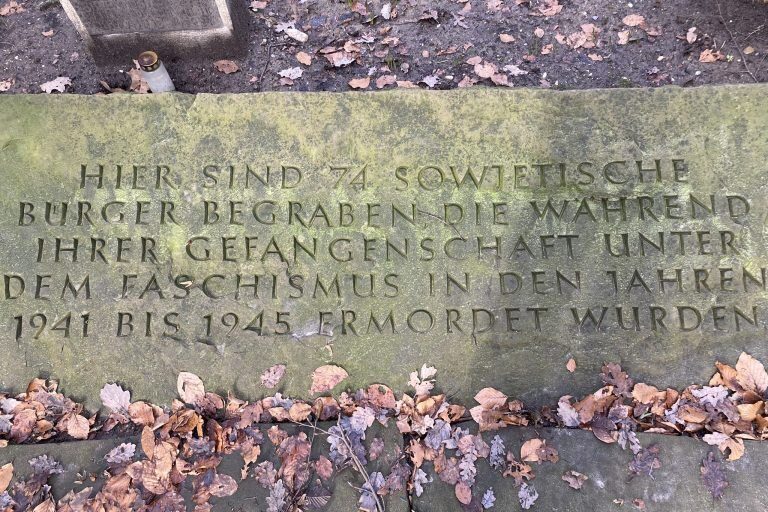 HIER SIND 74 SOWJETISCHE
BÜRGER BEGRABEN, DIE WÄHREND
IHRER GEFANGENSCHAFT UNTER
DEM FASCHISMUS IN DEN JAHREN
1941 BIS 1945 ERMORDET WURDEN